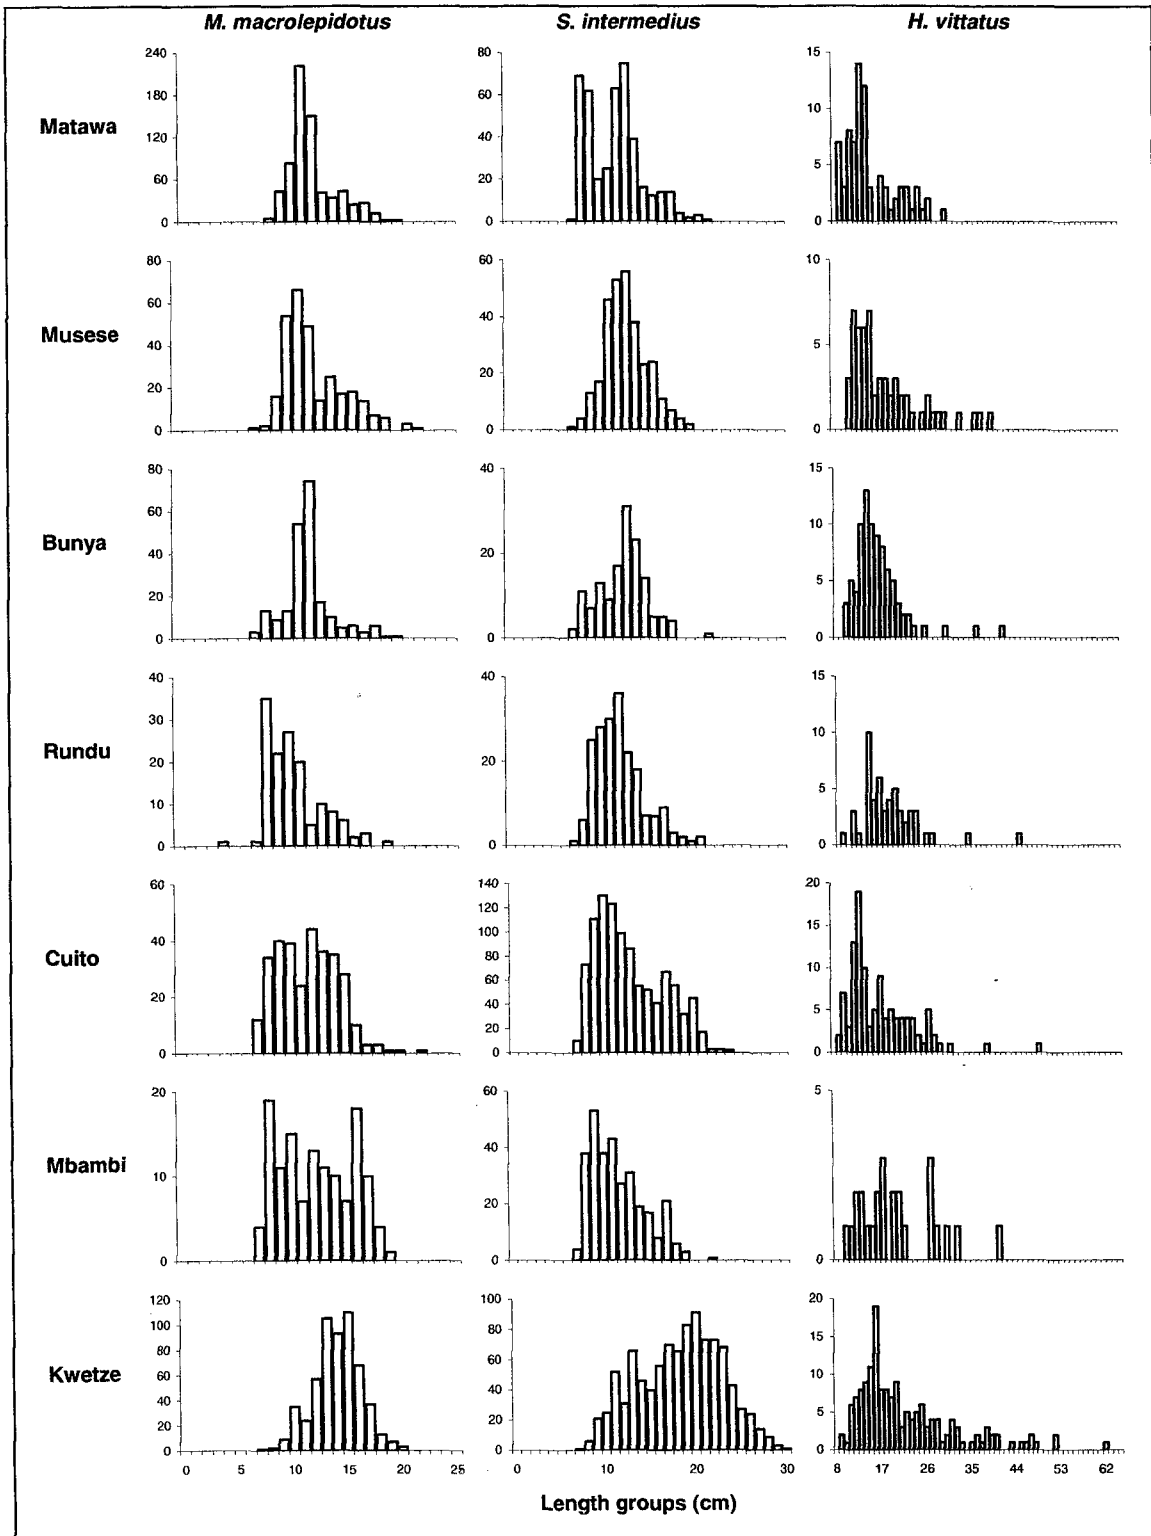 M. macrolepidotus S. intermedius H. vittatus
Matawa
240 180 120 60 0
80 60 40 20 0
15 10 5 0
Musese
80 60 40 20 0
60 40 20 0
10 5 0
Bunya
80 60 40 20 0
40 20 0
15 10 5 0
Rundu
40 30 20 10 0
40 20 0
15 10 5 0
Cuito
60 40 20 0
140 120 100 80 60 40 20 0
20 15 10 5 0
Mbambi
20 10 0
60 40 20 0
5 0
Kwetze
120 100 80 60 40 20 0
100 80 60 40 20 0
20 15 10 5 0
0 10 15 20 25 0 10 20 30 8 17 26 35 44 53 62
Length groups (cm)